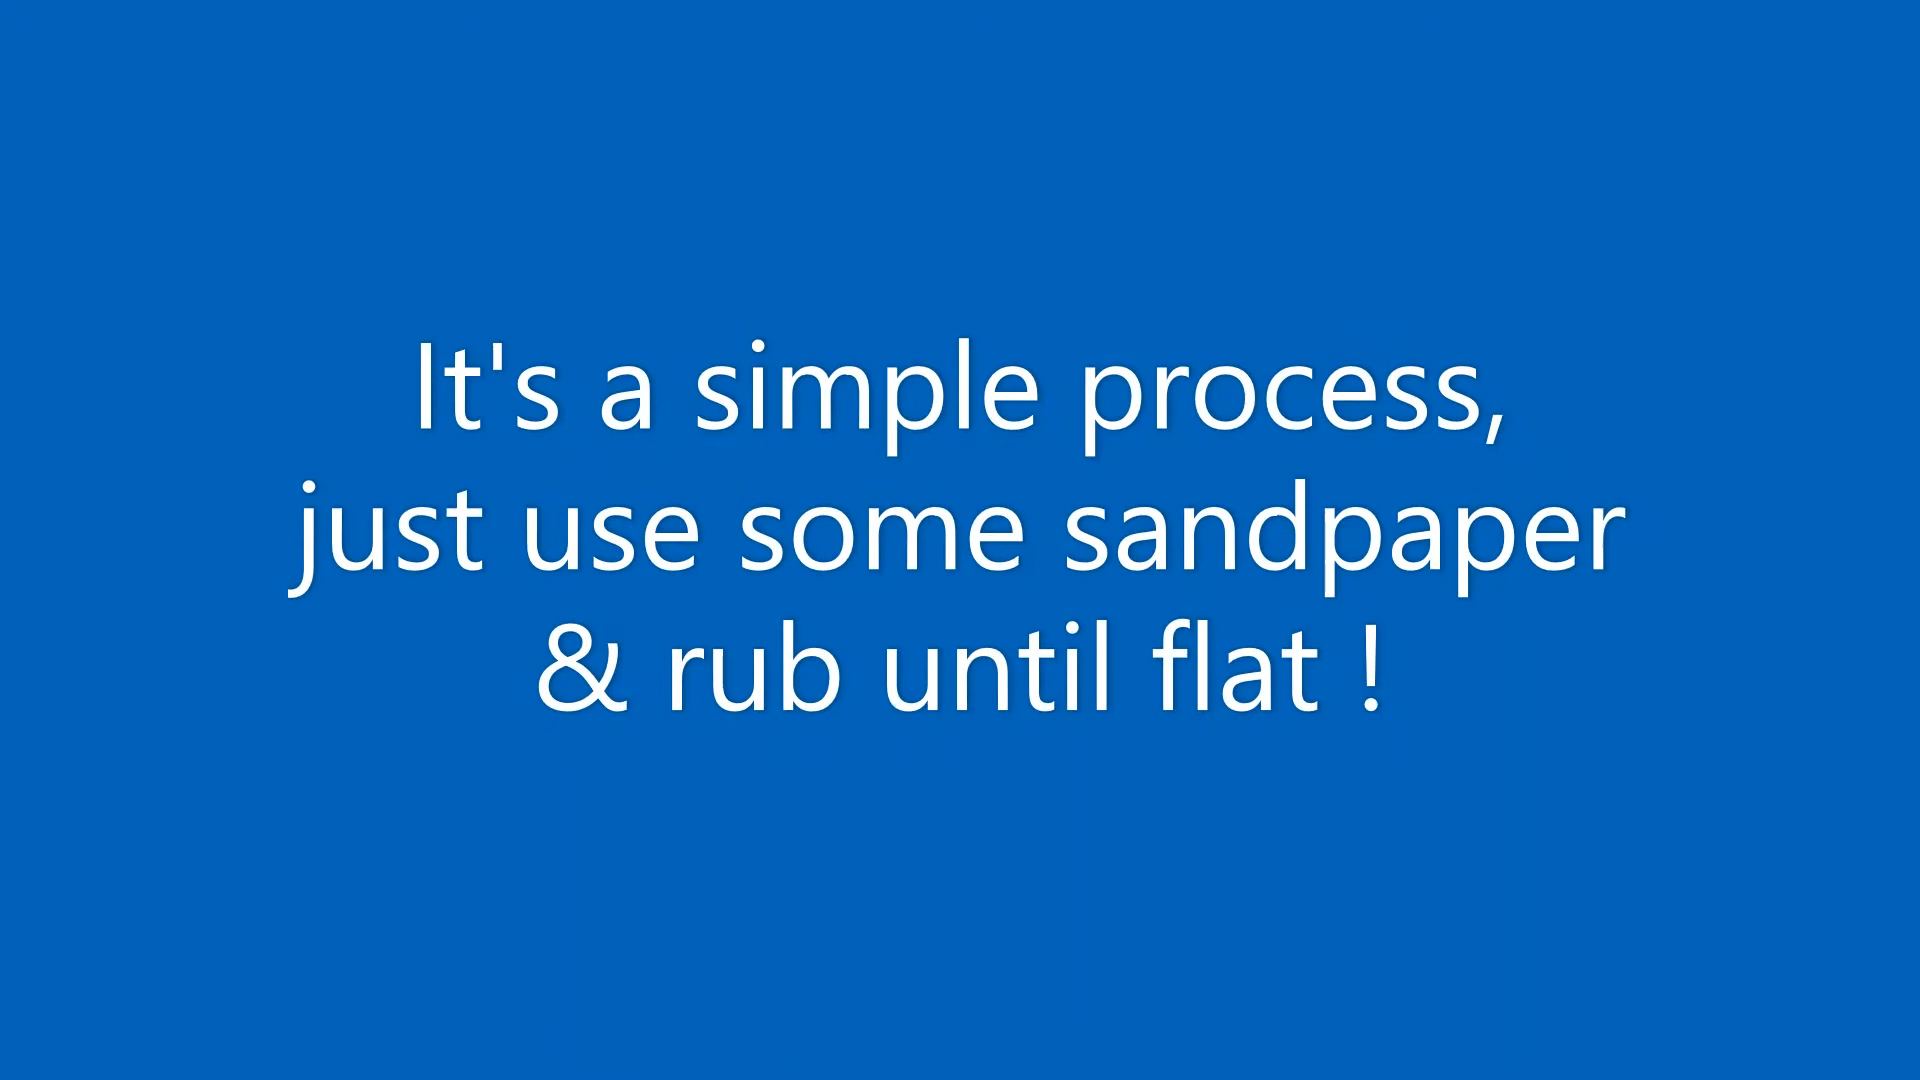 It's a simple process,
just use some sandpaper
& rub until flat !